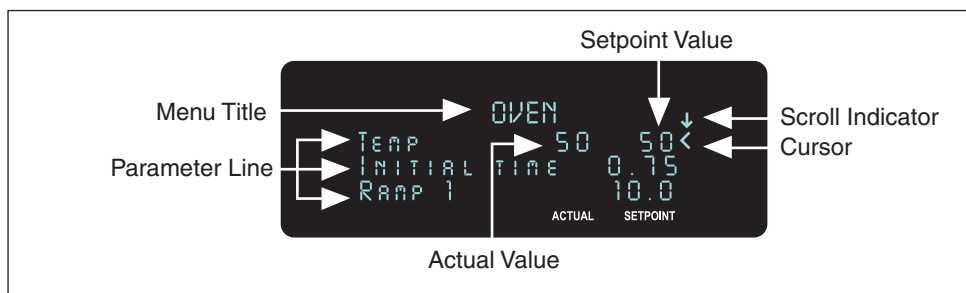 Setpoint Value
Menu Title
OVEN
Scroll Indicator
TEMP 50 50<
Cursor
Parameter Line
INITIAL TIME 0.75
RAMP 1 10.0
ACTUAL SETPOINT
Actual Value